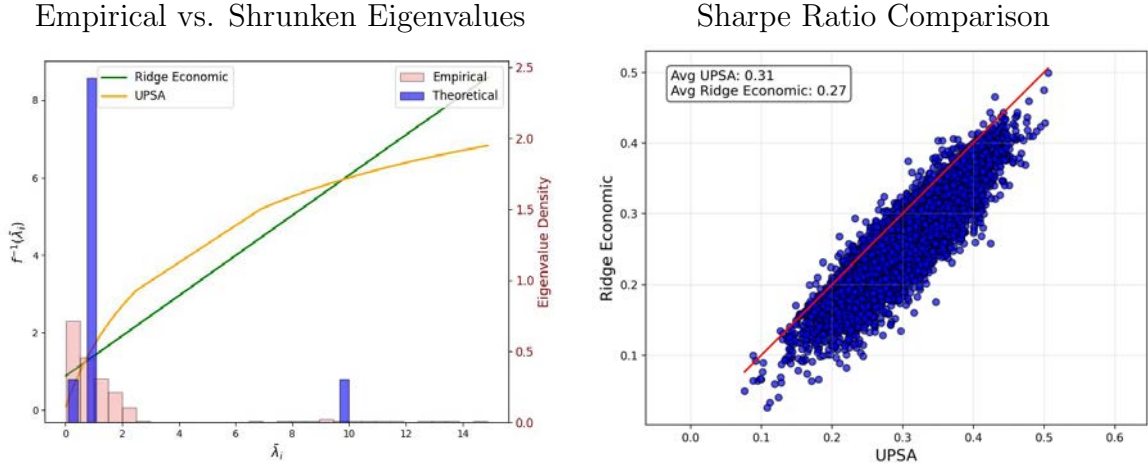 Empirical vs. Shrunken Eigenvalues
Ridge Economic
UPSA
Empirical
Theoretical
8
6
4
2
0
f⁻¹(λ̄ᵢ)
2.5
2.0
1.5
1.0
0.5
0.0
Eigenvalue Density
0 2 4 6 8 10 12 14
λ̄ᵢ
Sharpe Ratio Comparison
Avg UPSA: 0.31
Avg Ridge Economic: 0.27
0.5
0.4
0.3
0.2
0.1
Ridge Economic
0.0 0.1 0.2 0.3 0.4 0.5 0.6
UPSA